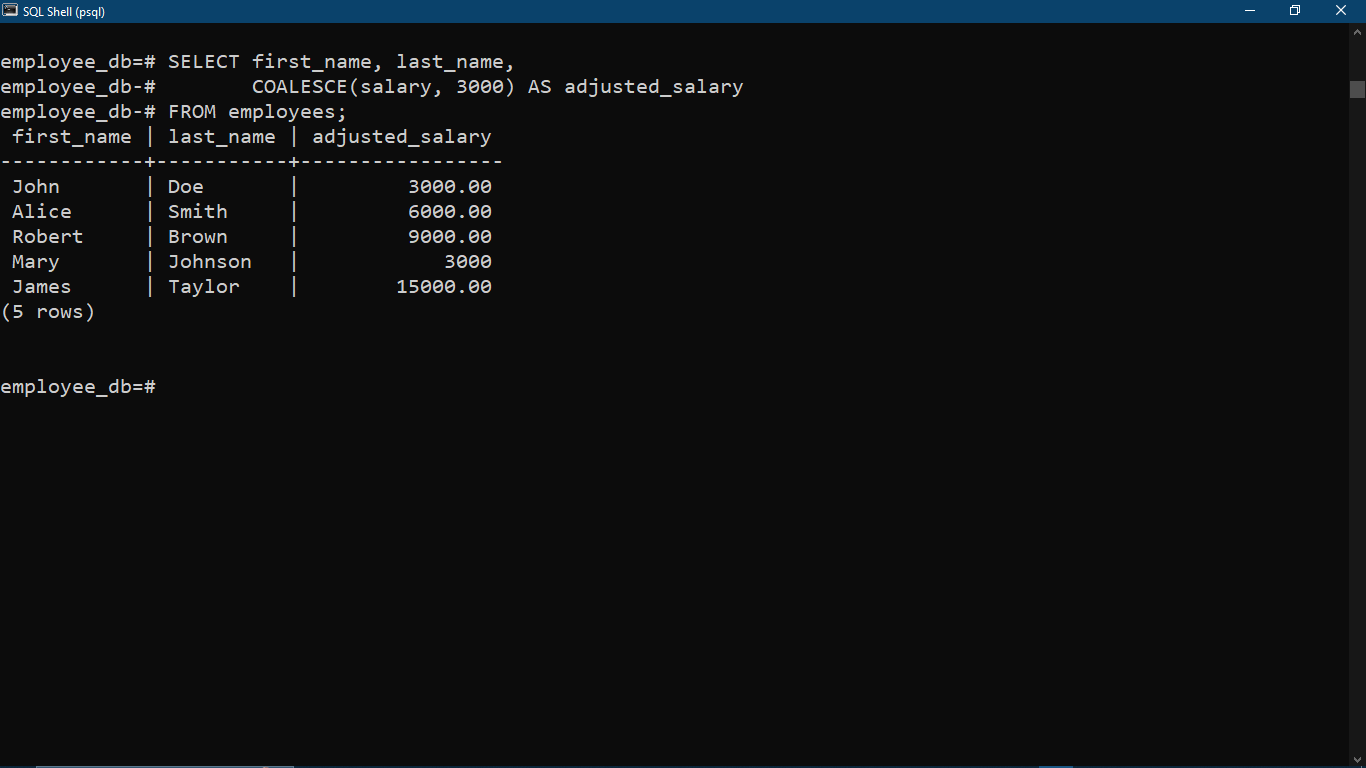 SQL Shell (psql)
employee_db=# SELECT first_name, last_name,
employee_db-#        COALESCE(salary, 3000) AS adjusted_salary
employee_db-# FROM employees;
 first_name | last_name | adjusted_salary
------------+-----------+-----------------
 John       | Doe       |         3000.00
 Alice      | Smith     |         6000.00
 Robert     | Brown     |         9000.00
 Mary       | Johnson   |            3000
 James      | Taylor    |        15000.00
(5 rows)
employee_db=#